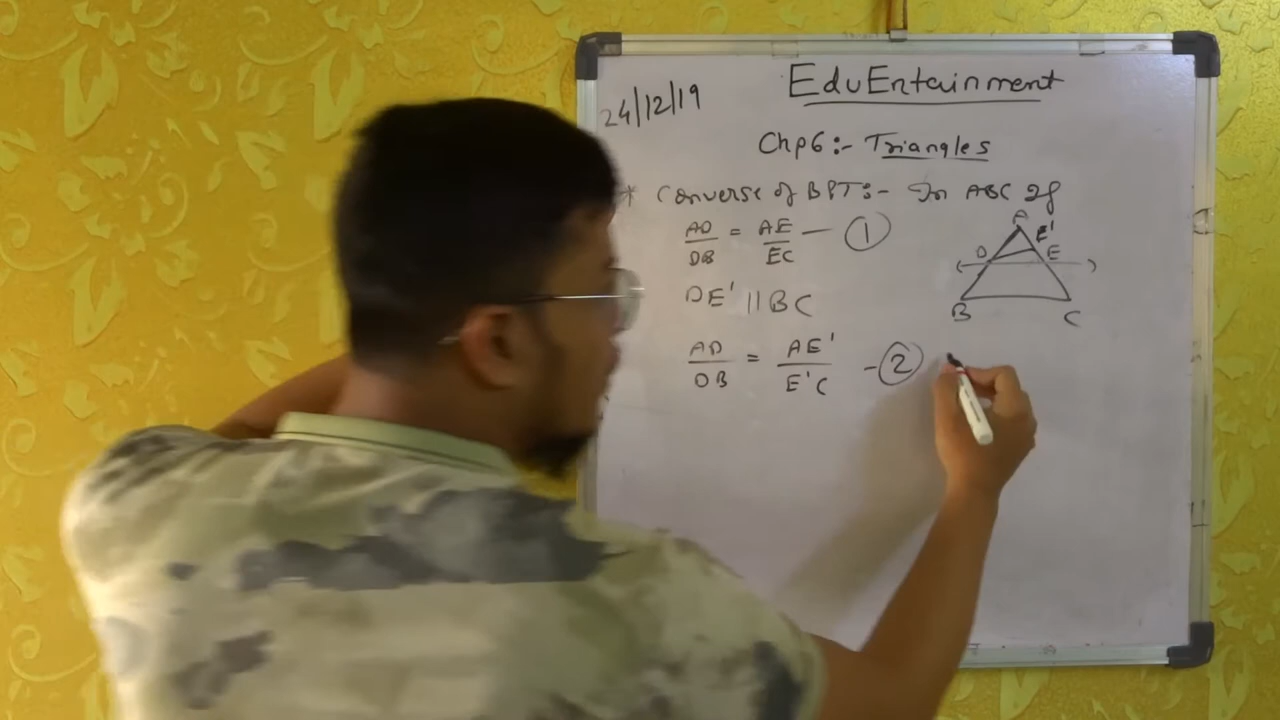 EduEntainment
24/12/19
Chp6:- Triangles
* Converse of BPT:- In ABC If
AD/DB = AE/EC — 1
DE' || BC
AD/DB = AE'/E'C - 2
A
E'
D E
B C